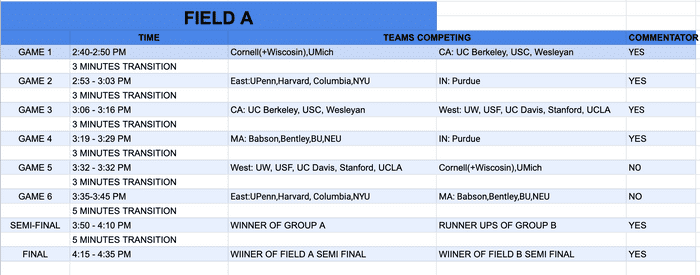 FIELD A
TIME TEAMS COMPETING COMMENTATOR
GAME 1 2:40-2:50 PM Cornell(+Wiscosin),UMich CA: UC Berkeley, USC, Wesleyan YES
3 MINUTES TRANSITION
GAME 2 2:53 - 3:03 PM East:UPenn,Harvard, Columbia,NYU IN: Purdue YES
3 MINUTES TRANSITION
GAME 3 3:06 - 3:16 PM CA: UC Berkeley, USC, Wesleyan West: UW, USF, UC Davis, Stanford, UCLA YES
3 MINUTES TRANSITION
GAME 4 3:19 - 3:29 PM MA: Babson,Bentley,BU,NEU IN: Purdue YES
3 MINUTES TRANSITION
GAME 5 3:32 - 3:32 PM West: UW, USF, UC Davis, Stanford, UCLA Cornell(+Wiscosin),UMich NO
3 MINUTES TRANSITION
GAME 6 3:35-3:45 PM East:UPenn,Harvard, Columbia,NYU MA: Babson,Bentley,BU,NEU NO
5 MINUTES TRANSITION
SEMI-FINAL 3:50 - 4:10 PM WINNER OF GROUP A RUNNER UPS OF GROUP B YES
5 MINUTES TRANSITION
FINAL 4:15 - 4:35 PM WIINER OF FIELD A SEMI FINAL WIINER OF FIELD B SEMI FINAL YES